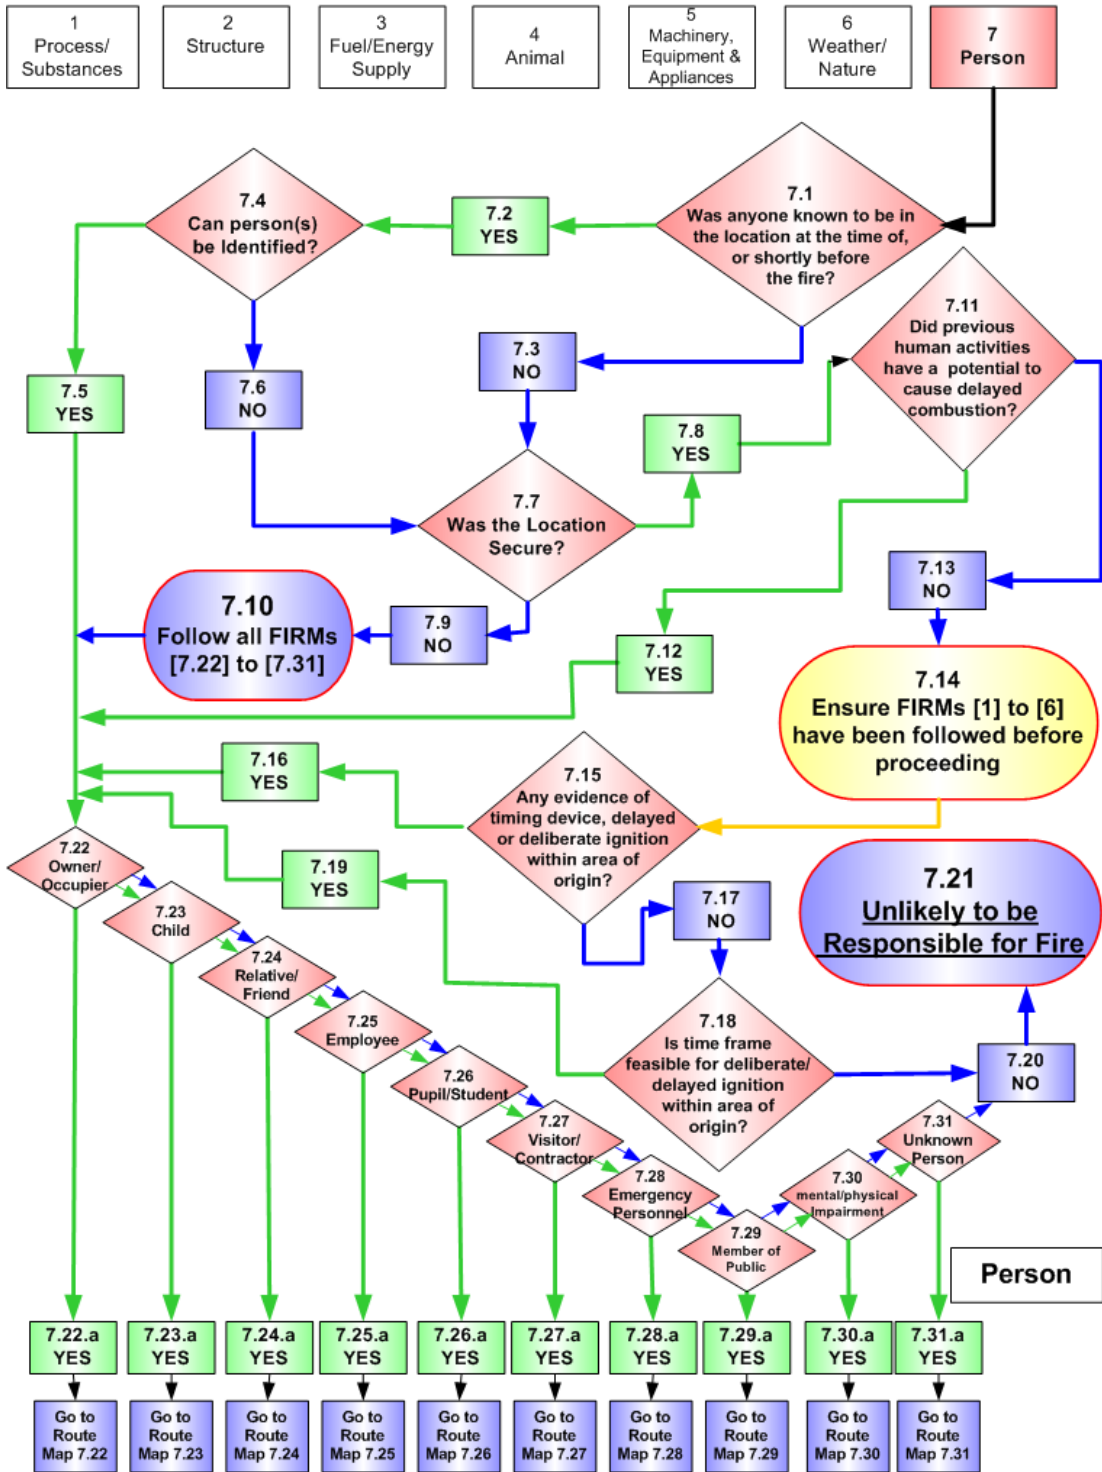 1
Process/
Substances
2
Structure
3
Fuel/Energy
Supply
4
Animal
5
Machinery,
Equipment &
Appliances
6
Weather/
Nature
7
Person
7.4
Can person(s)
be Identified?
7.2
YES
7.1
Was anyone known to be in
the location at the time of,
or shortly before
the fire?
7.11
Did previous
human activities
have a potential to
cause delayed
combustion?
7.5
YES
7.6
NO
7.3
NO
7.8
YES
7.7
Was the Location
Secure?
7.13
NO
7.10
Follow all FIRMs
[7.22] to [7.31]
7.9
NO
7.12
YES
7.14
Ensure FIRMs [1] to [6]
have been followed before
proceeding
7.16
YES
7.15
Any evidence of
timing device, delayed
or deliberate ignition
within area of
origin?
7.19
YES
7.17
NO
7.21
Unlikely to be
Responsible for Fire
7.22
Owner/
Occupier
7.23
Child
7.24
Relative/
Friend
7.25
Employee
7.26
Pupil/Student
7.27
Visitor/
Contractor
7.28
Emergency
Personnel
7.29
Member of
Public
7.30
mental/physical
Impairment
7.31
Unknown
Person
7.18
Is time frame
feasible for deliberate/
delayed ignition
within area of
origin?
7.20
NO
Person
7.22.a
YES
7.23.a
YES
7.24.a
YES
7.25.a
YES
7.26.a
YES
7.27.a
YES
7.28.a
YES
7.29.a
YES
7.30.a
YES
7.31.a
YES
Go to
Route
Map 7.22
Go to
Route
Map 7.23
Go to
Route
Map 7.24
Go to
Route
Map 7.25
Go to
Route
Map 7.26
Go to
Route
Map 7.27
Go to
Route
Map 7.28
Go to
Route
Map 7.29
Go to
Route
Map 7.30
Go to
Route
Map 7.31